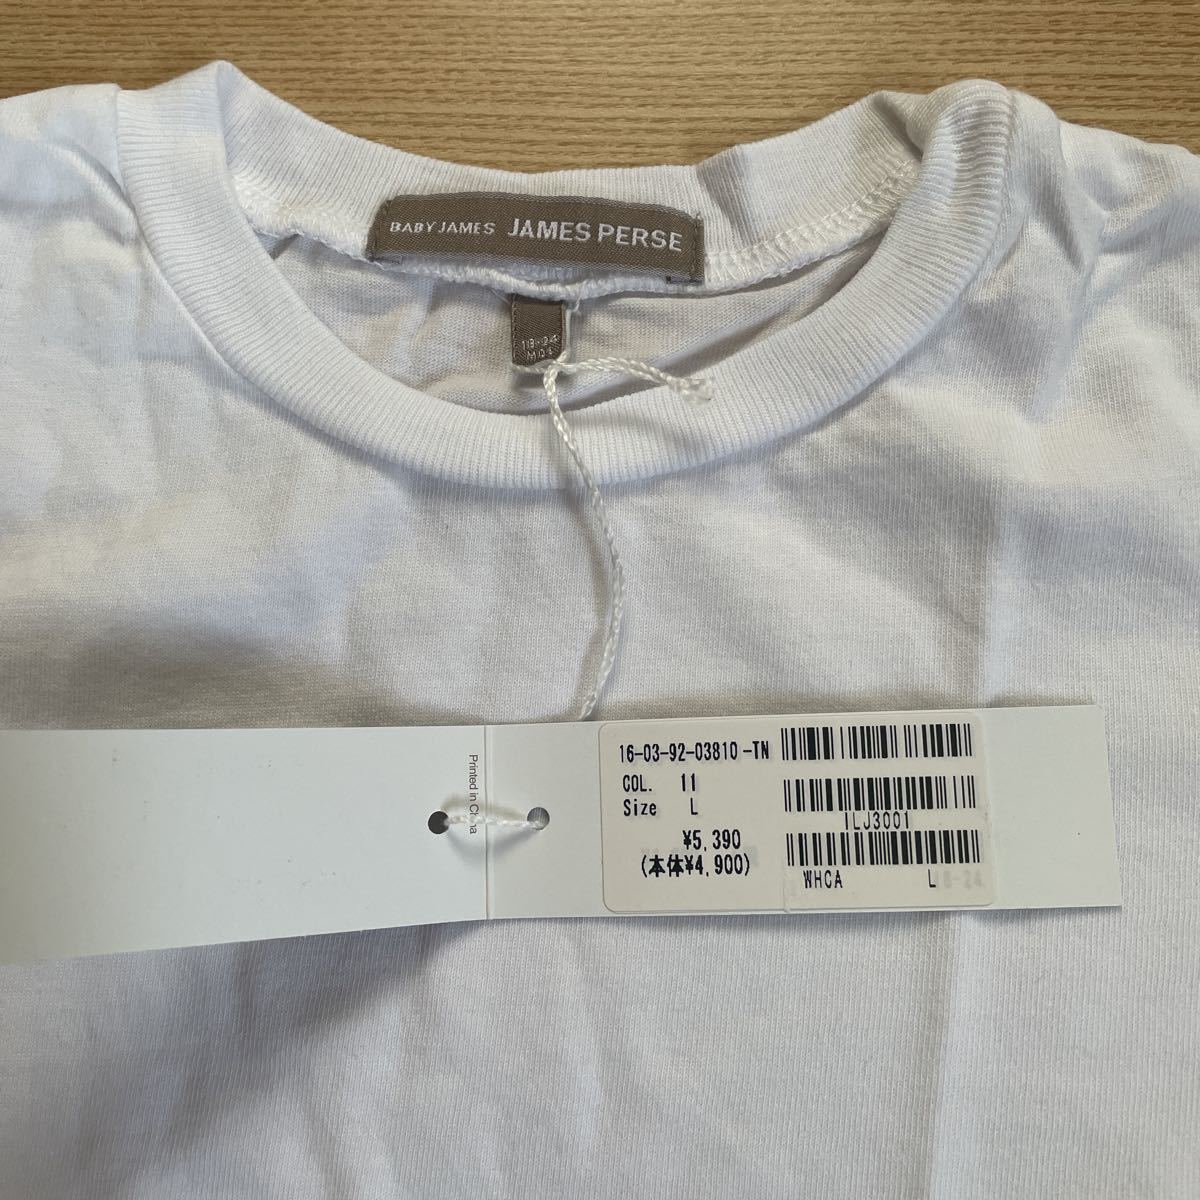 BABY JAMES JAMES PERSE
18-24
MOS
Printed in China
16-03-92-03810-TN
COL. 11
Size L
¥5,390
(本体¥4,900)
ILJ3001
WHCA L